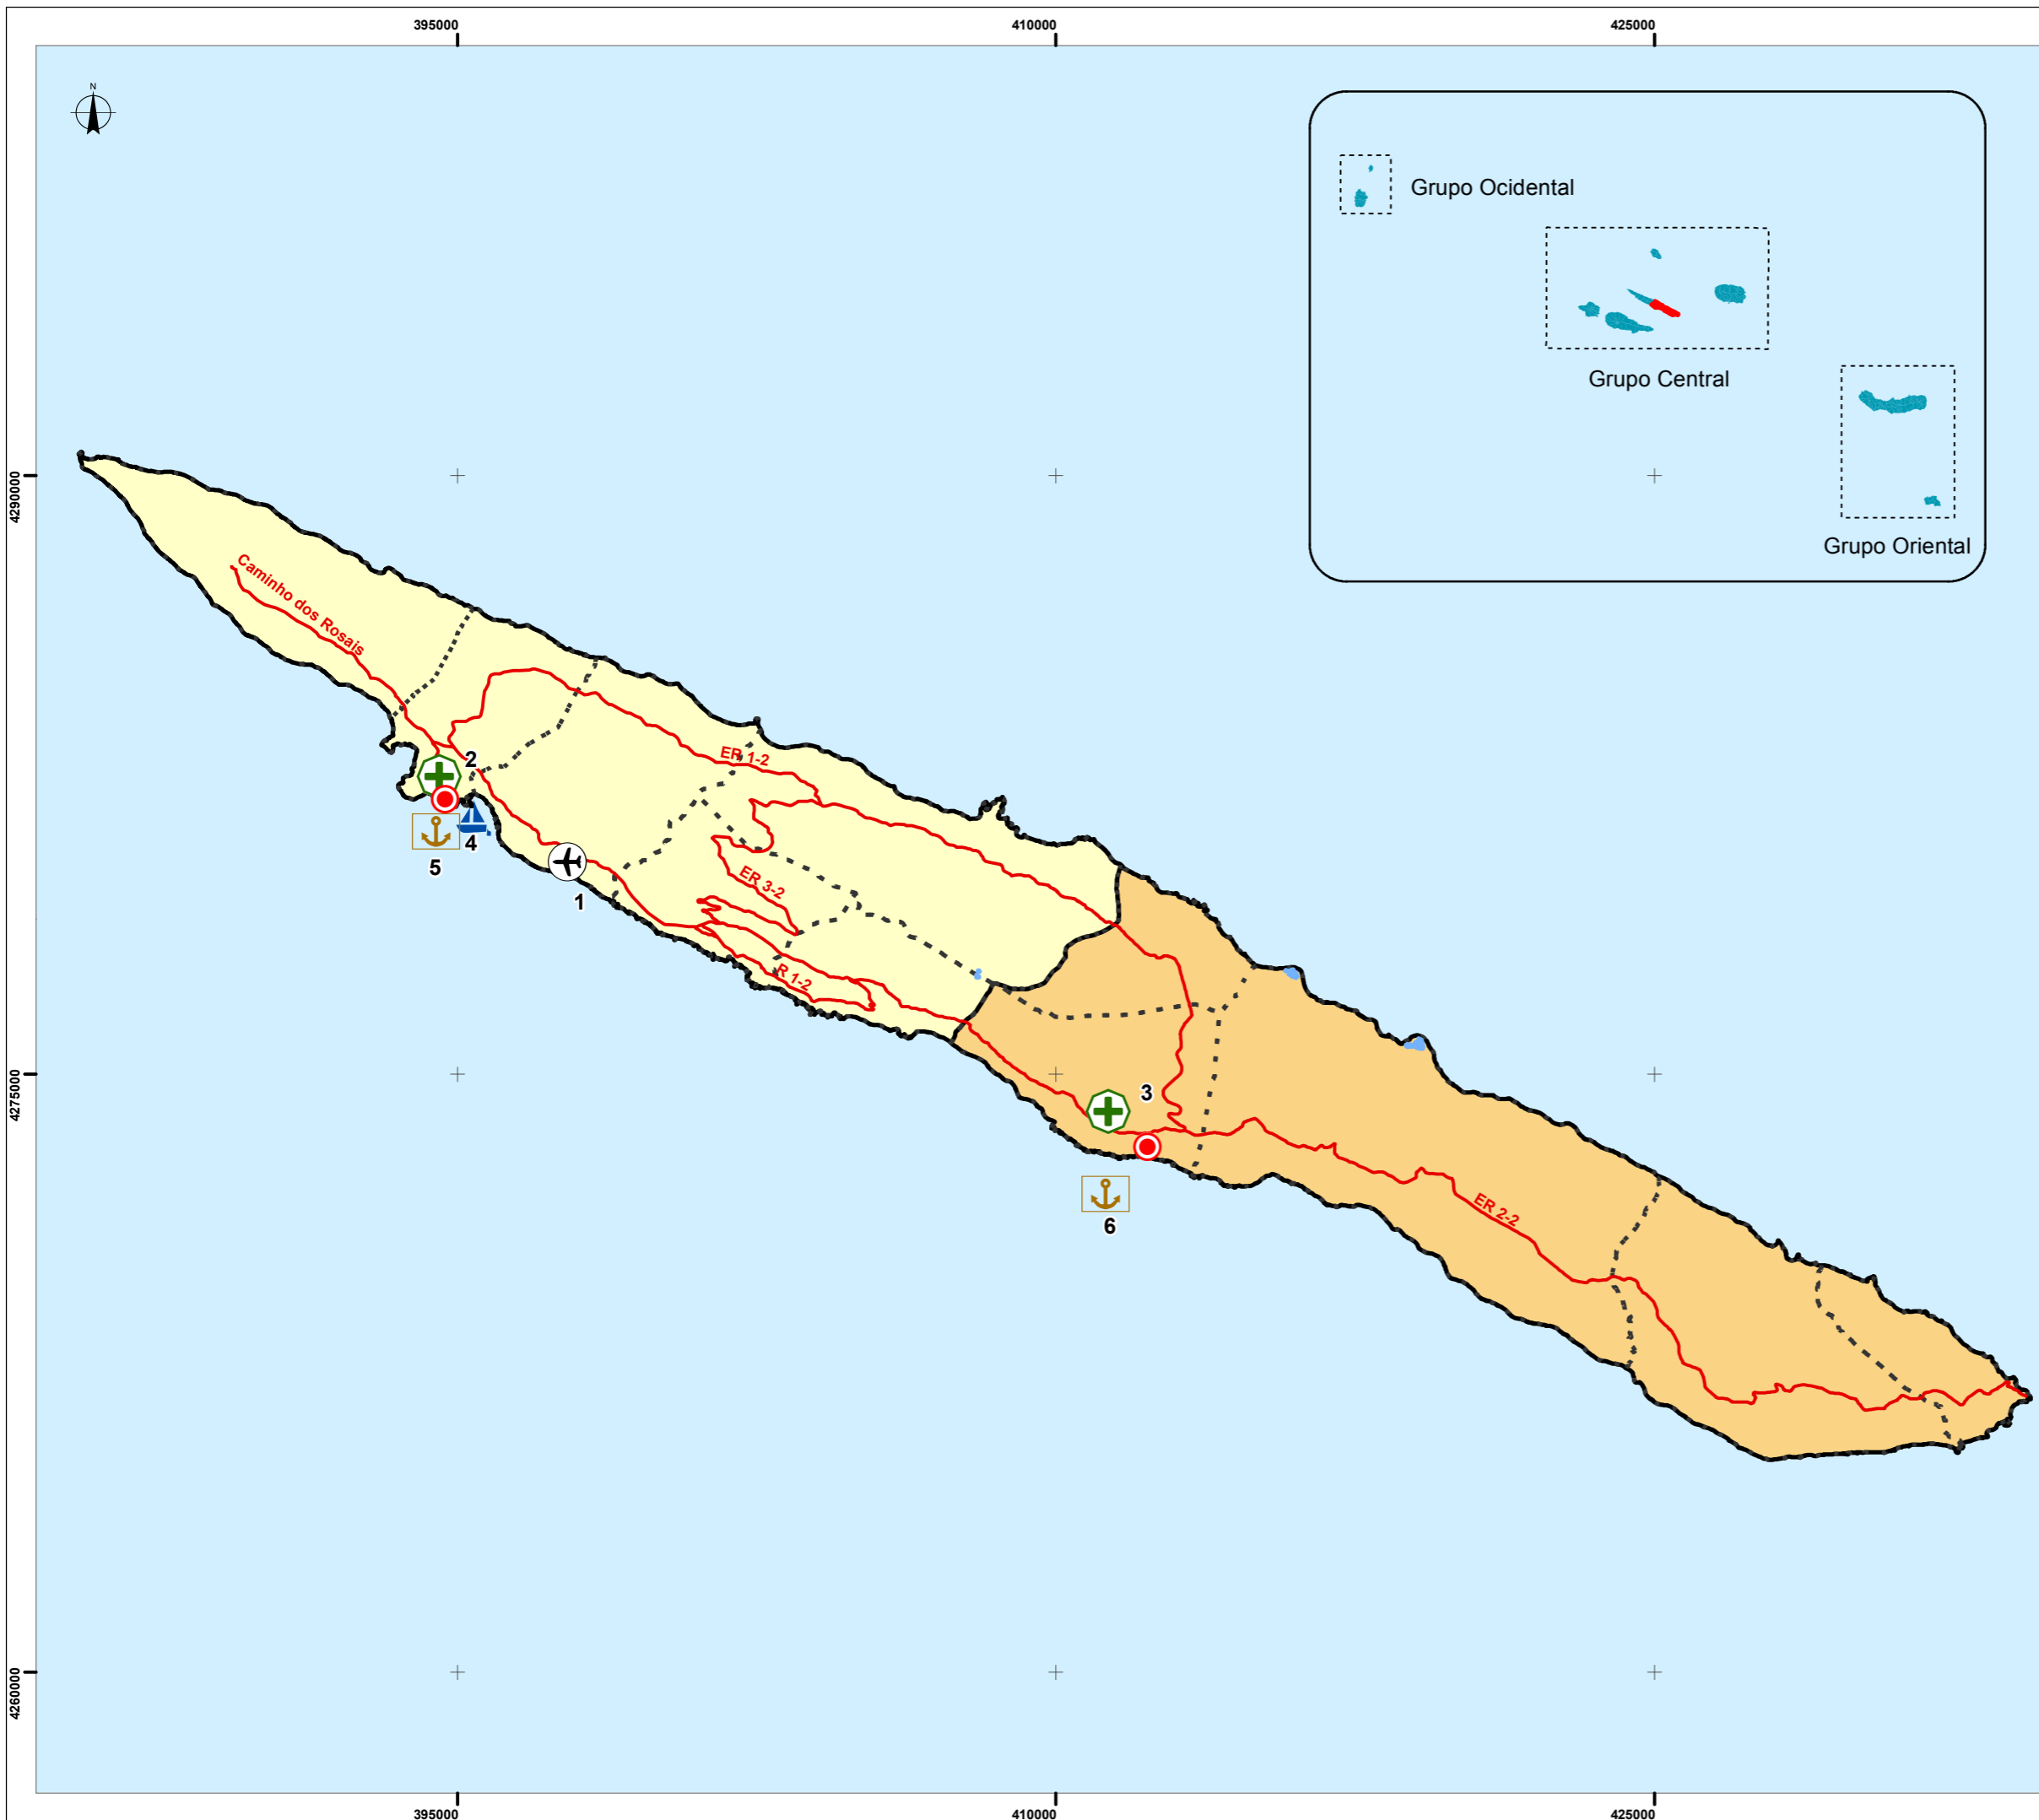 395000
410000
425000
N
Grupo Ocidental
Grupo Central
Grupo Oriental
4290000
4275000
4260000
Caminho dos Rosais
ER 1-2
2
4
5
1
ER 3-2
R 1-2
3
6
ER 2-2
395000
410000
425000